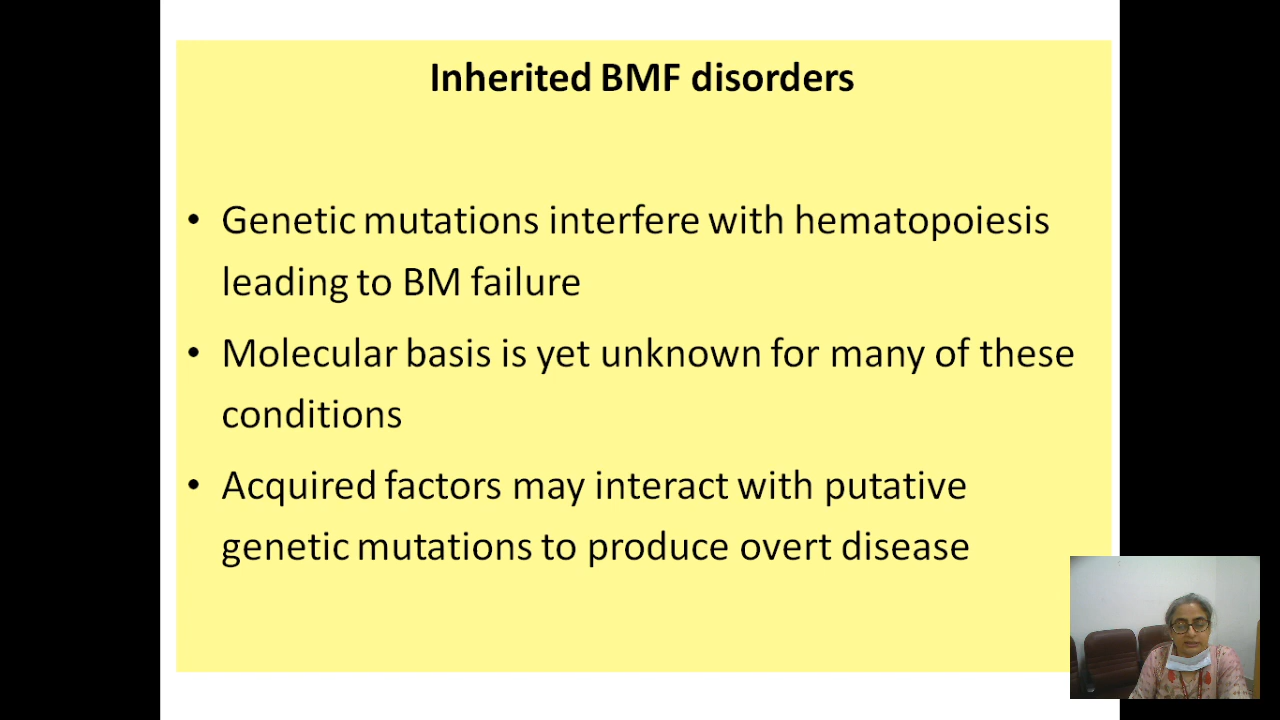 Inherited BMF disorders
• Genetic mutations interfere with hematopoiesis
leading to BM failure
• Molecular basis is yet unknown for many of these
conditions
• Acquired factors may interact with putative
genetic mutations to produce overt disease